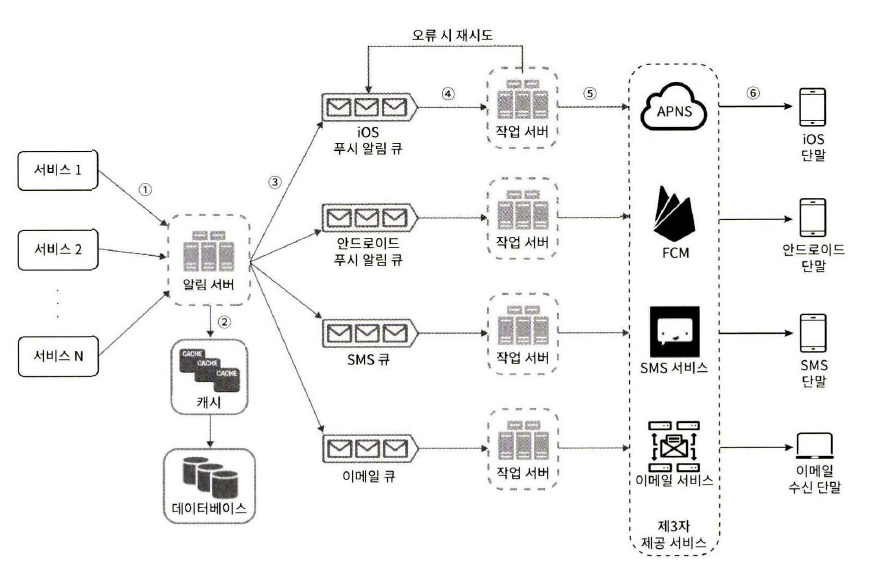 오류 시 재시도
서비스 1
서비스 2
서비스 N
①
알림 서버
②
CACHE
CACHE
CACHE
캐시
데이터베이스
③
iOS
푸시 알림 큐
④
작업 서버
⑤
APNS
⑥
iOS
단말
안드로이드
푸시 알림 큐
작업 서버
FCM
안드로이드
단말
SMS 큐
작업 서버
SMS 서비스
SMS
단말
이메일 큐
작업 서버
이메일 서비스
이메일
수신 단말
제3자
제공 서비스